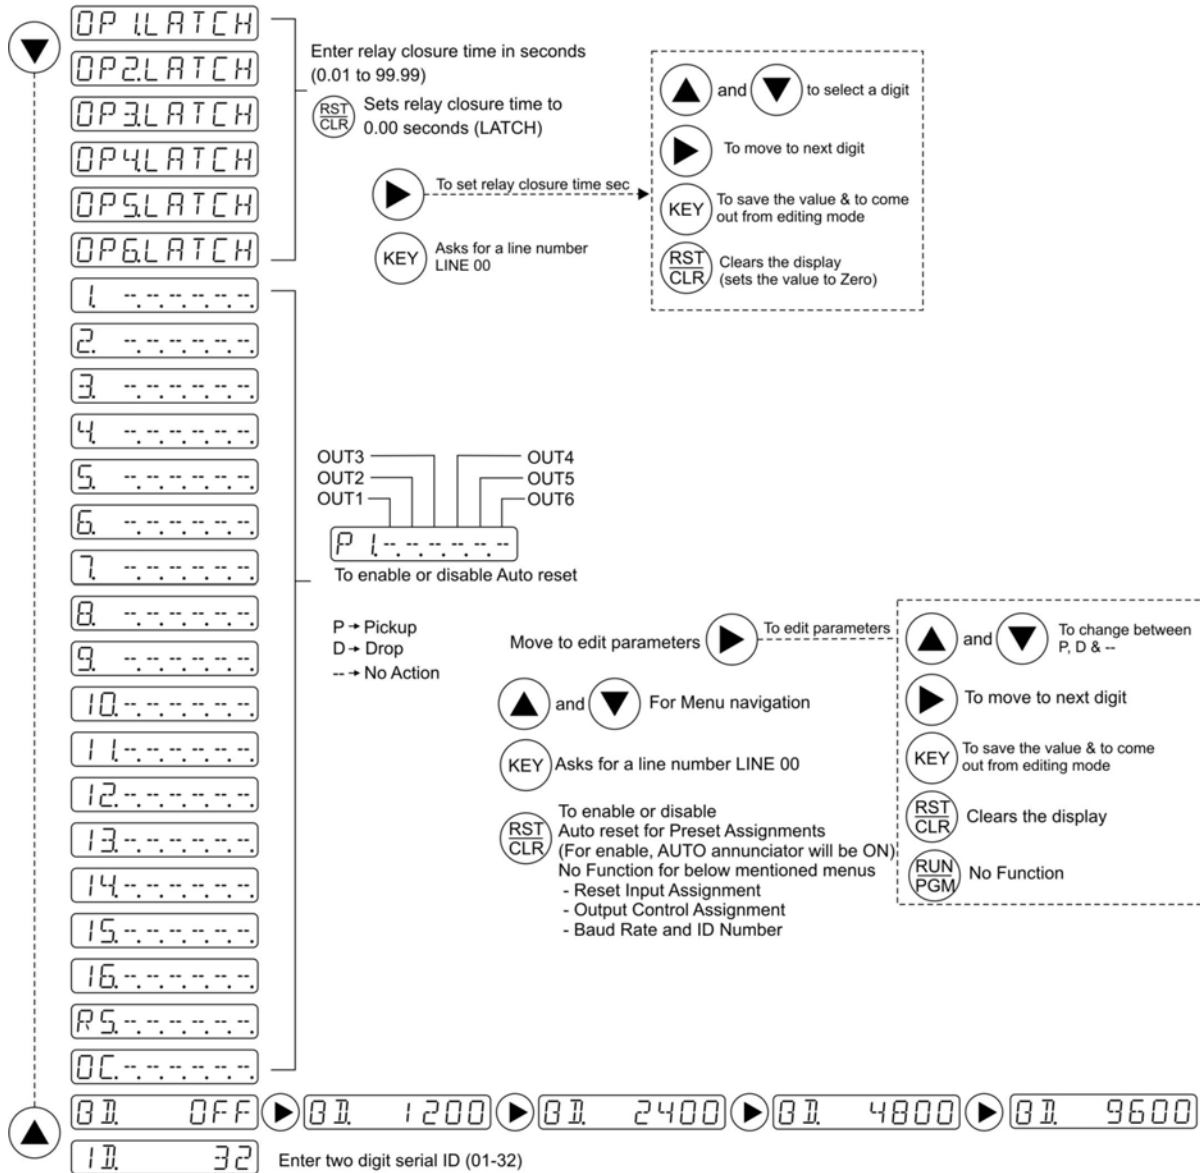 OP1.LATCH
OP2.LATCH
OP3.LATCH
OP4.LATCH
OP5.LATCH
OP6.LATCH
Enter relay closure time in seconds
(0.01 to 99.99)
RST
CLR
Sets relay closure time to
0.00 seconds (LATCH)
To set relay closure time sec
KEY
Asks for a line number
LINE 00
and
to select a digit
To move to next digit
KEY
To save the value & to come
out from editing mode
RST
CLR
Clears the display
(sets the value to Zero)
1. --.--.--.--.--.--.
2. --.--.--.--.--.--.
3. --.--.--.--.--.--.
4. --.--.--.--.--.--.
5. --.--.--.--.--.--.
6. --.--.--.--.--.--.
7. --.--.--.--.--.--.
8. --.--.--.--.--.--.
9. --.--.--.--.--.--.
10.--.--.--.--.--.--.
11.--.--.--.--.--.--.
12.--.--.--.--.--.--.
13.--.--.--.--.--.--.
14.--.--.--.--.--.--.
15.--.--.--.--.--.--.
16.--.--.--.--.--.--.
RS.--.--.--.--.--.--.
OC.--.--.--.--.--.--.
OUT3
OUT2
OUT1
OUT4
OUT5
OUT6
P 1.--.--.--.--.--.--
To enable or disable Auto reset
P → Pickup
D → Drop
-- → No Action
Move to edit parameters
To edit parameters
and
For Menu navigation
KEY
Asks for a line number LINE 00
RST
CLR
To enable or disable
Auto reset for Preset Assignments
(For enable, AUTO annunciator will be ON)
No Function for below mentioned menus
- Reset Input Assignment
- Output Control Assignment
- Baud Rate and ID Number
and
To change between
P, D & --
To move to next digit
KEY
To save the value & to come
out from editing mode
RST
CLR
Clears the display
RUN
PGM
No Function
BD. OFF
BD. 1200
BD. 2400
BD. 4800
BD. 9600
ID. 32
Enter two digit serial ID (01-32)